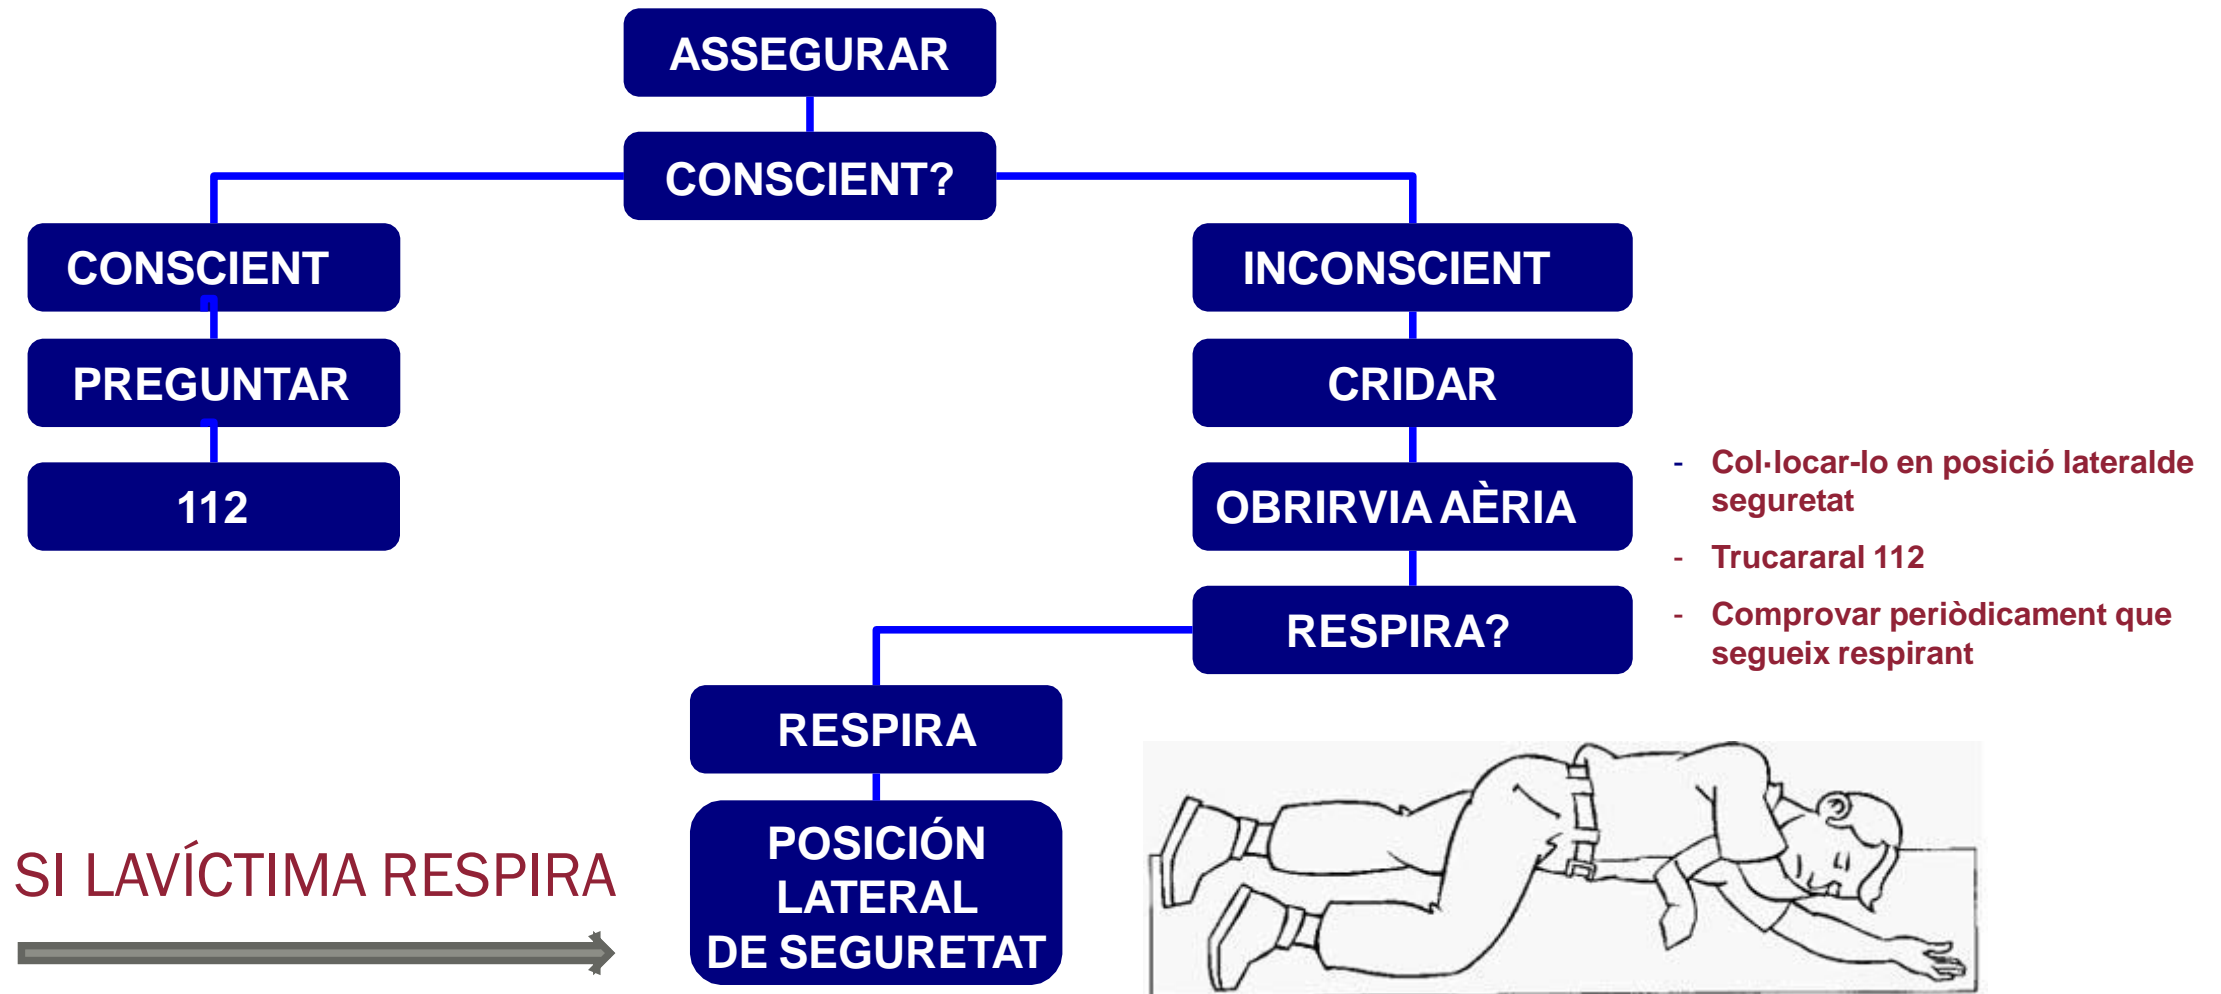 ASSEGURAR
CONSCIENT?
CONSCIENT
INCONSCIENT
PREGUNTAR
CRIDAR
112
OBRIRVIA AÈRIA
- Col·locar-lo en posició lateralde
seguretat
- Trucararal 112
- Comprovar periòdicament que
segueix respirant
RESPIRA?
RESPIRA
SI LAVÍCTIMA RESPIRA
POSICIÓN
LATERAL
DE SEGURETAT